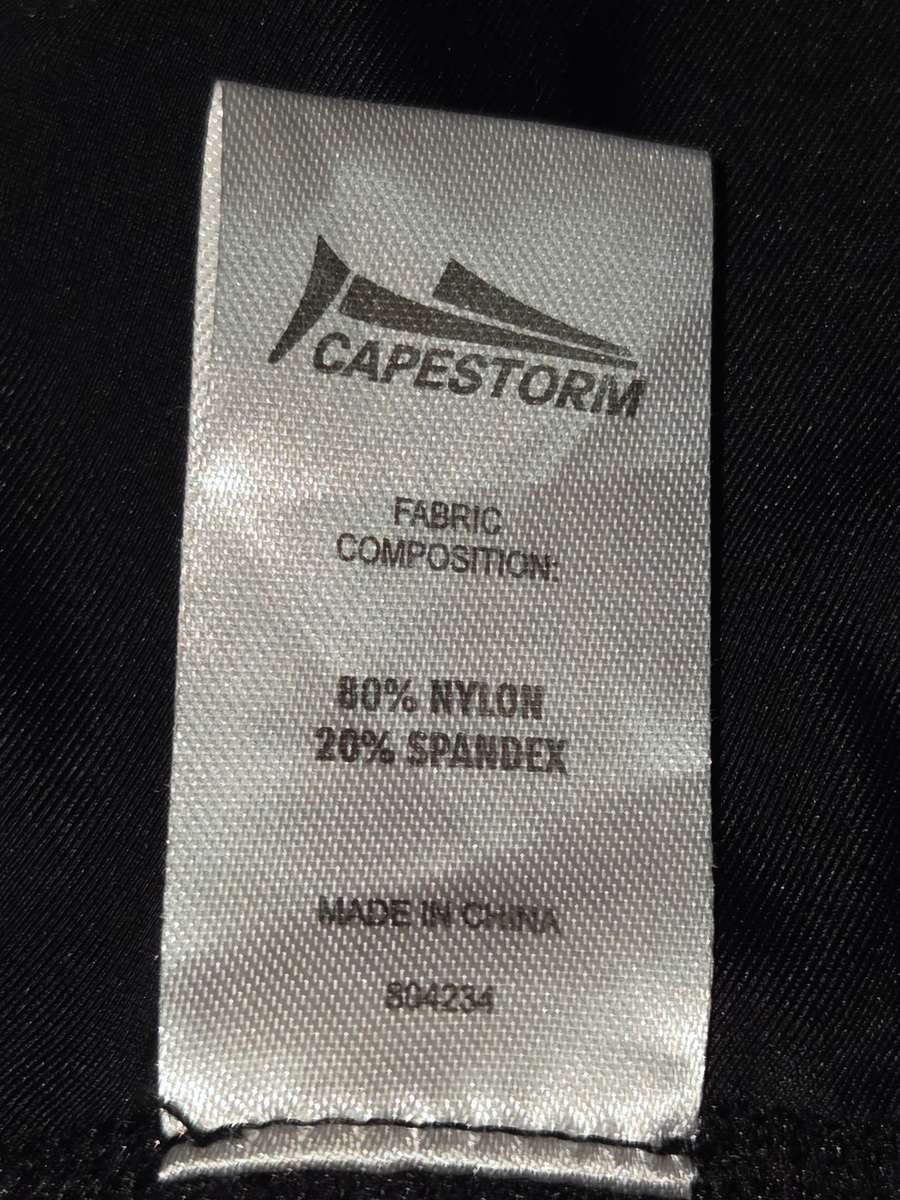 CAPESTORM
FABRIC
COMPOSITION:
80% NYLON
20% SPANDEX
MADE IN CHINA
804234